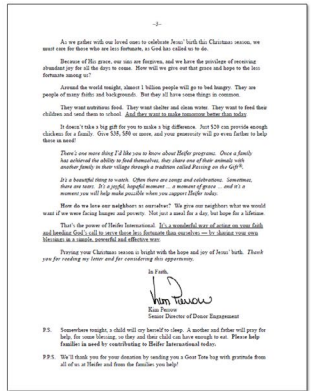 -3-
As we gather with our loved ones to celebrate Jesus' birth this Christmas season, we
must care for those who are less fortunate, as God has called us to do.
Because of His grace, our sins are forgiven, and we have the privilege of receiving
abundant joy for all the days to come. How will we give out that grace and hope to the less
fortunate among us?
Around the world tonight, almost 1 billion people will go to bed hungry. They are
people of many faiths and backgrounds. But they all have some things in common.
They want nutritious food. They want shelter and clean water. They want to feed their
children and send them to school. And they want to make tomorrow better than today.
It doesn't take a big gift for you to make a big difference. Just $20 can provide enough
chickens for a family. Give $35, $80 or more, and your generosity will go even farther to help
those in need!
There's one more thing I'd like you to know about Heifer programs. Once a family
has achieved the ability to feed themselves, they share one of their animals with
another family in their village through a tradition called Passing on the Gift®.
It's a beautiful thing to watch. Often there are songs and celebrations. Sometimes,
there are tears. It's a joyful, hopeful moment ... a moment of grace ... and it's a
moment you will help make possible when you support Heifer today.
How do we love our neighbors as ourselves? We give our neighbors what we would
want if we were facing hunger and poverty. Not just a meal for a day, but hope for a lifetime.
That's the power of Heifer International. It's a wonderful way of acting on your faith
and heeding God's call to serve those less fortunate than ourselves — by sharing your own
blessings in a simple, powerful and effective way.
Praying your Christmas season is bright with the hope and joy of Jesus' birth. Thank
you for reading my letter and for considering this opportunity.
In Faith,
Kim Persow
Senior Director of Donor Engagement
P.S. Somewhere tonight, a child will cry herself to sleep. A mother and father will pray for
help, for some blessing, so they and their child can have enough to eat. Please help
families in need by contributing to Heifer International today.
P.P.S. We'll thank you for your donation by sending you a Goat Tote bag with gratitude from
all of us at Heifer and from the families you help!